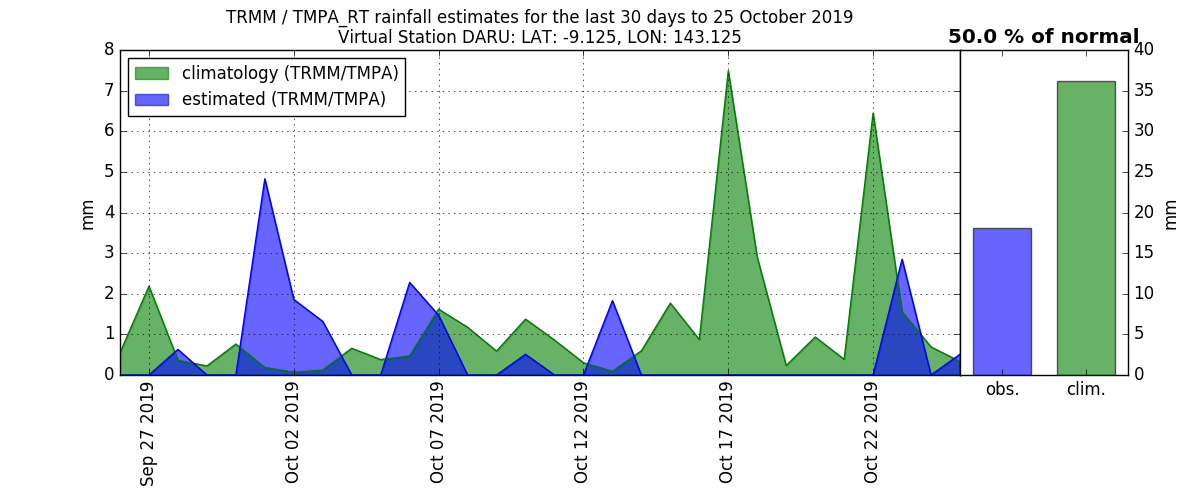 TRMM / TMPA_RT rainfall estimates for the last 30 days to 25 October 2019
Virtual Station DARU: LAT: -9.125, LON: 143.125
50.0 % of normal
climatology (TRMM/TMPA)
estimated (TRMM/TMPA)
mm
8
7
6
5
4
3
2
1
0
Sep 27 2019
Oct 02 2019
Oct 07 2019
Oct 12 2019
Oct 17 2019
Oct 22 2019
obs.
clim.
40
35
30
25
20
15
10
5
0
mm